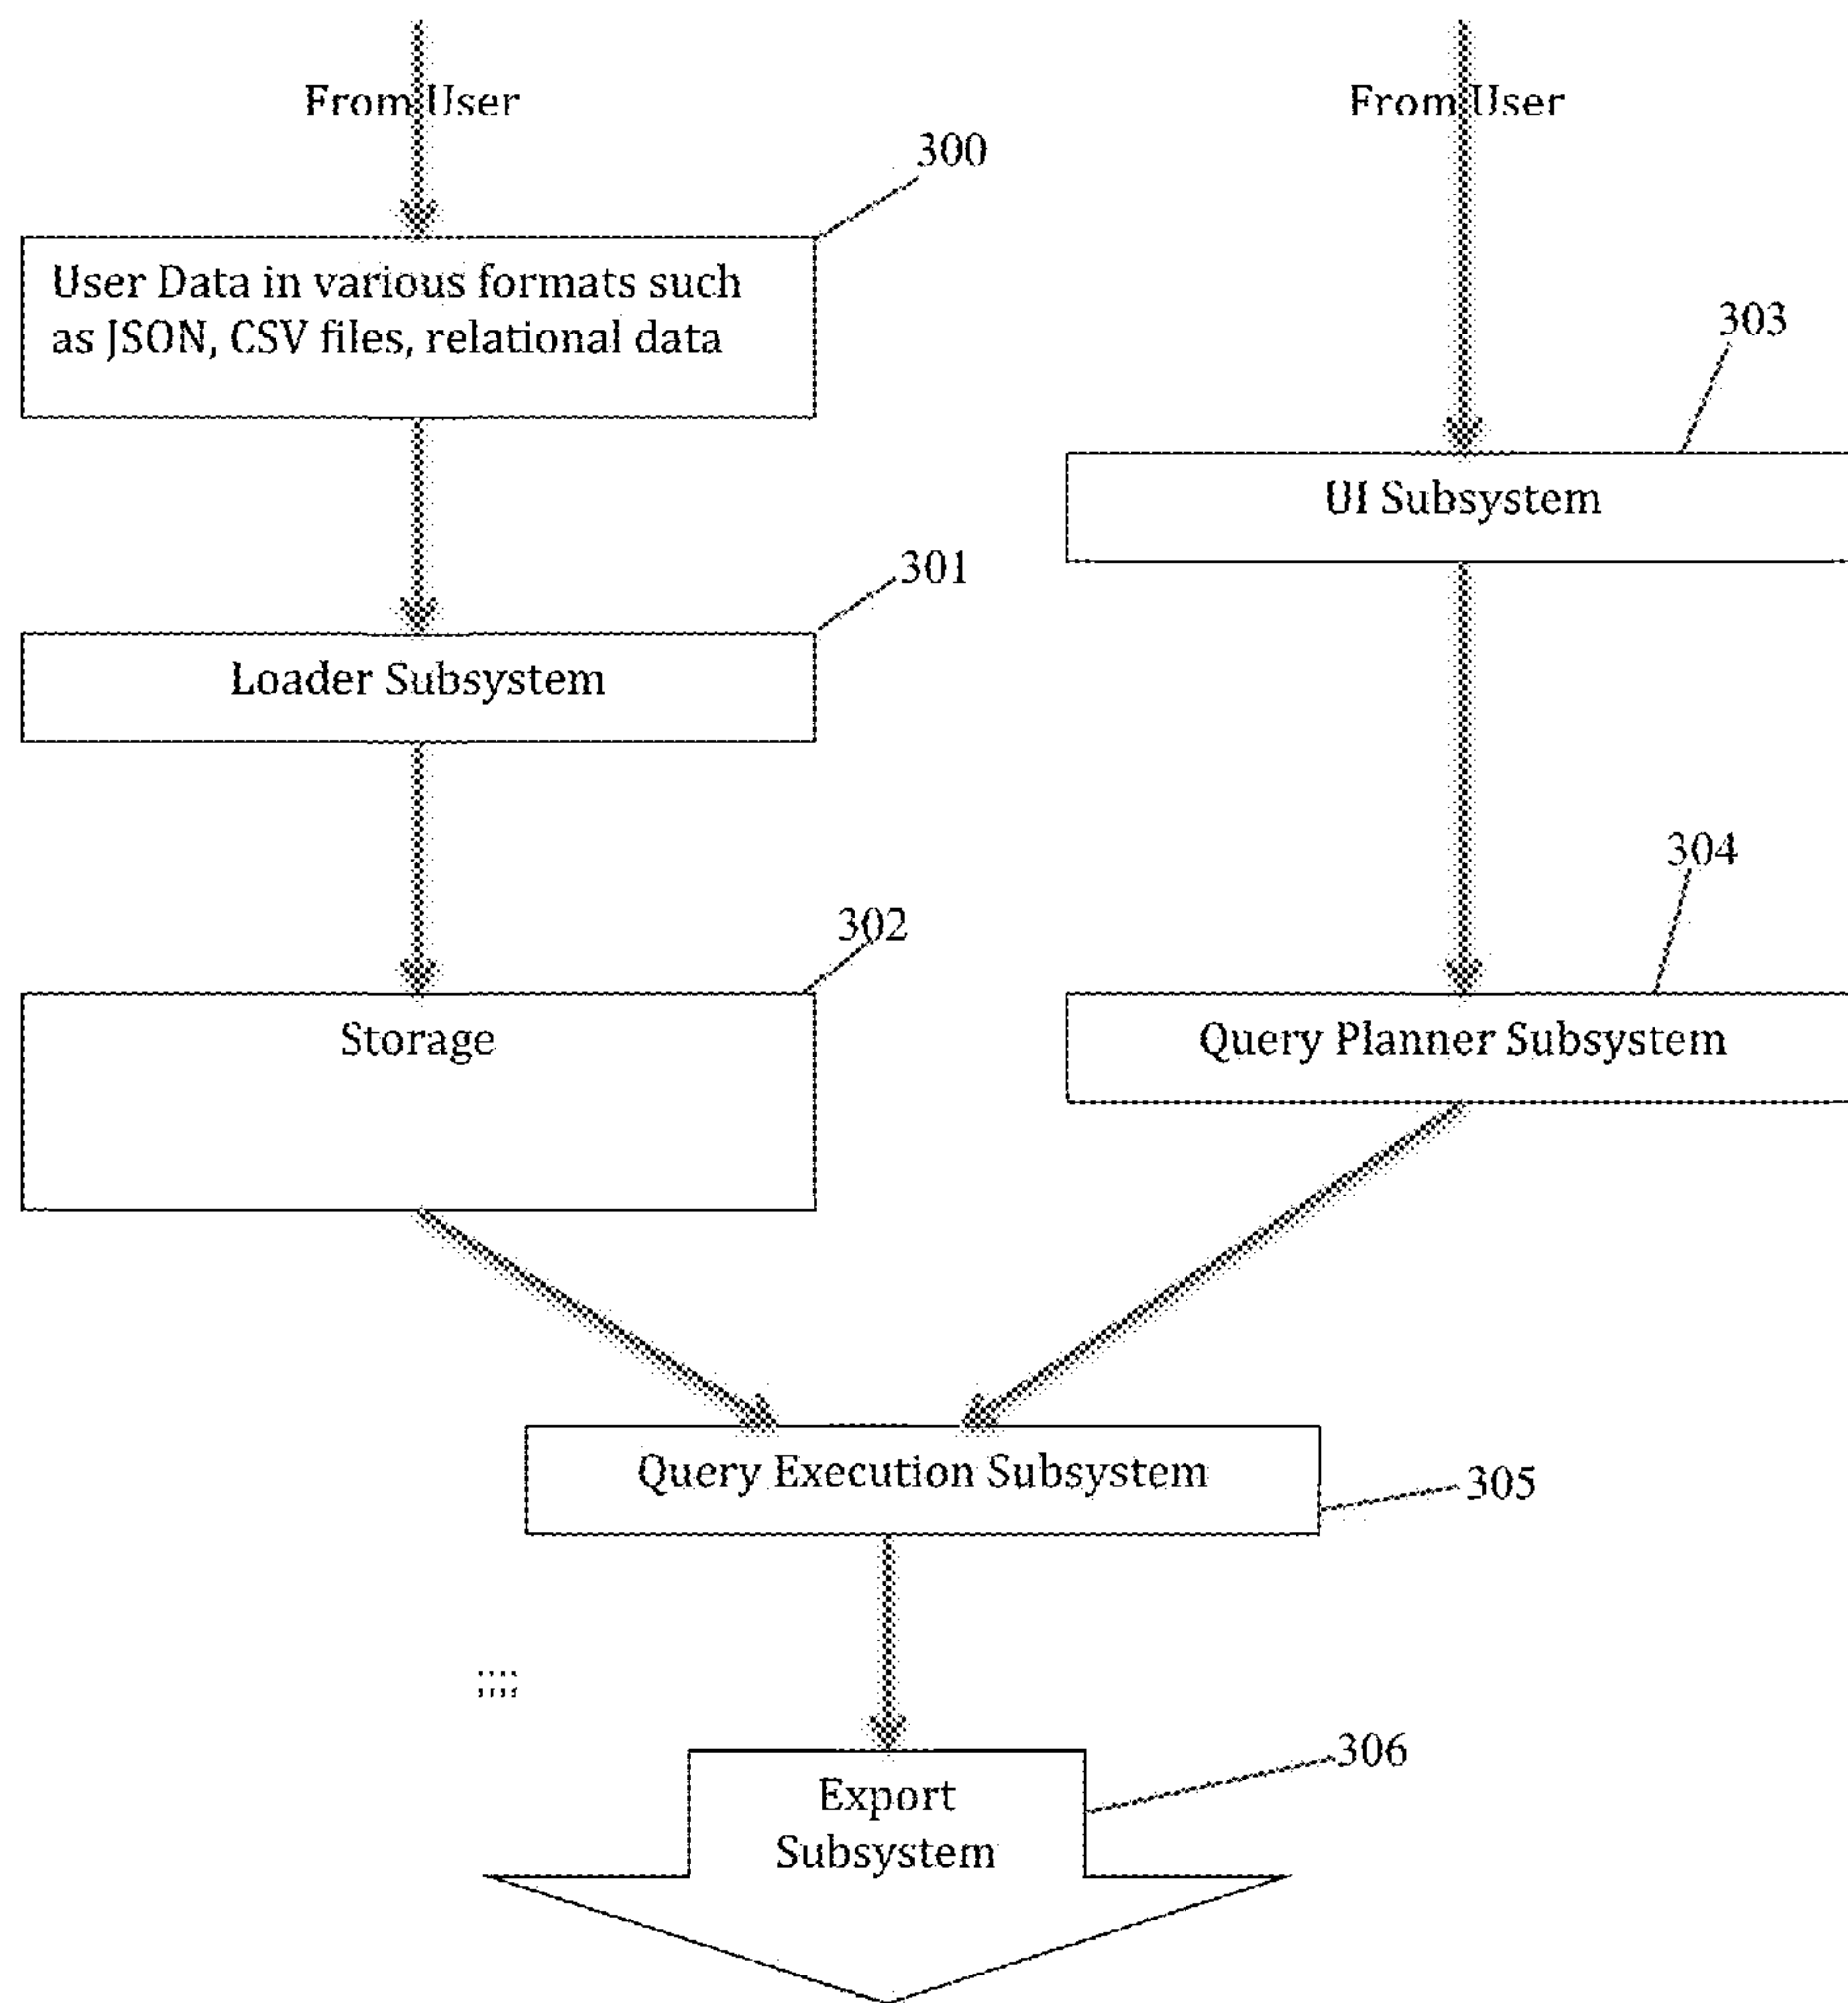 From User
From User
300
User Data in various formats such
as JSON, CSV files, relational data
303
UI Subsystem
301
Loader Subsystem
304
302
Storage
Query Planner Subsystem
Query Execution Subsystem
305
;;;;
306
Export
Subsystem